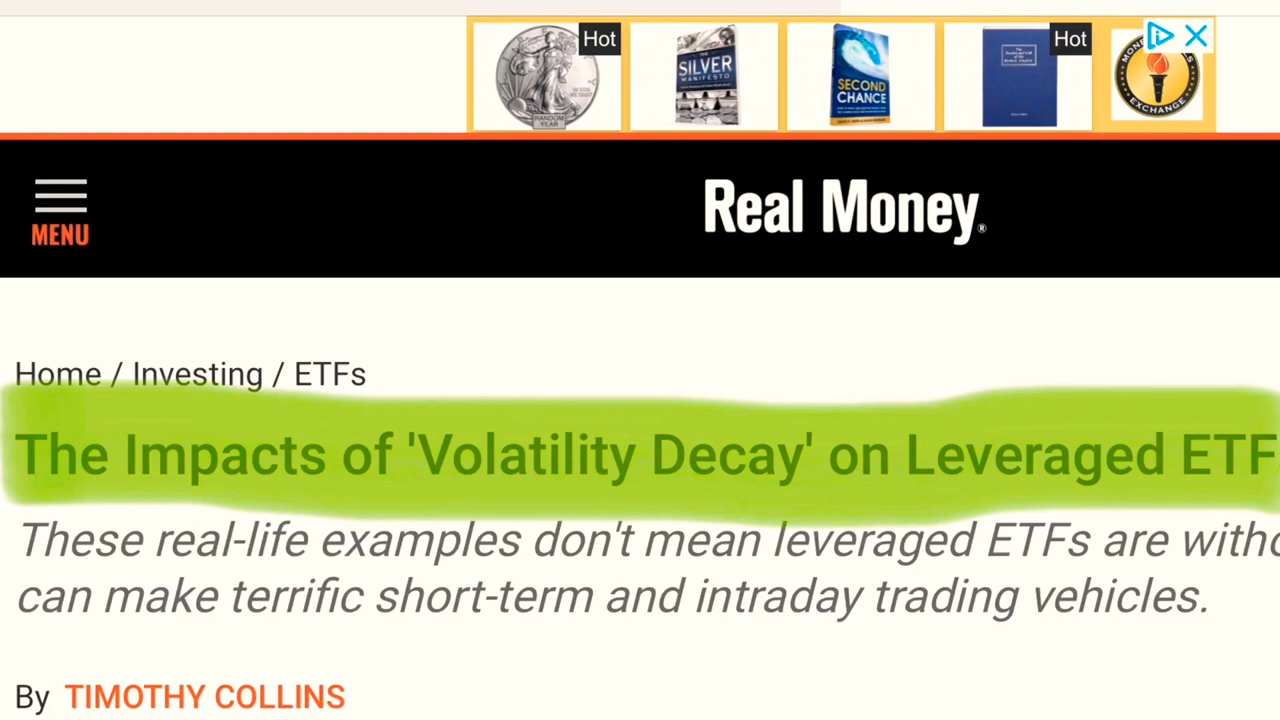 Hot
Hot
RANDOM
YEAR
THE
SILVER
MANIFESTO
SECOND
CHANCE
EXCHANGE
MENU
Real Money®
Home / Investing / ETFs
The Impacts of 'Volatility Decay' on Leveraged ETF
These real-life examples don't mean leveraged ETFs are
can make terrific short-term and intraday trading vehicles.
By TIMOTHY COLLINS